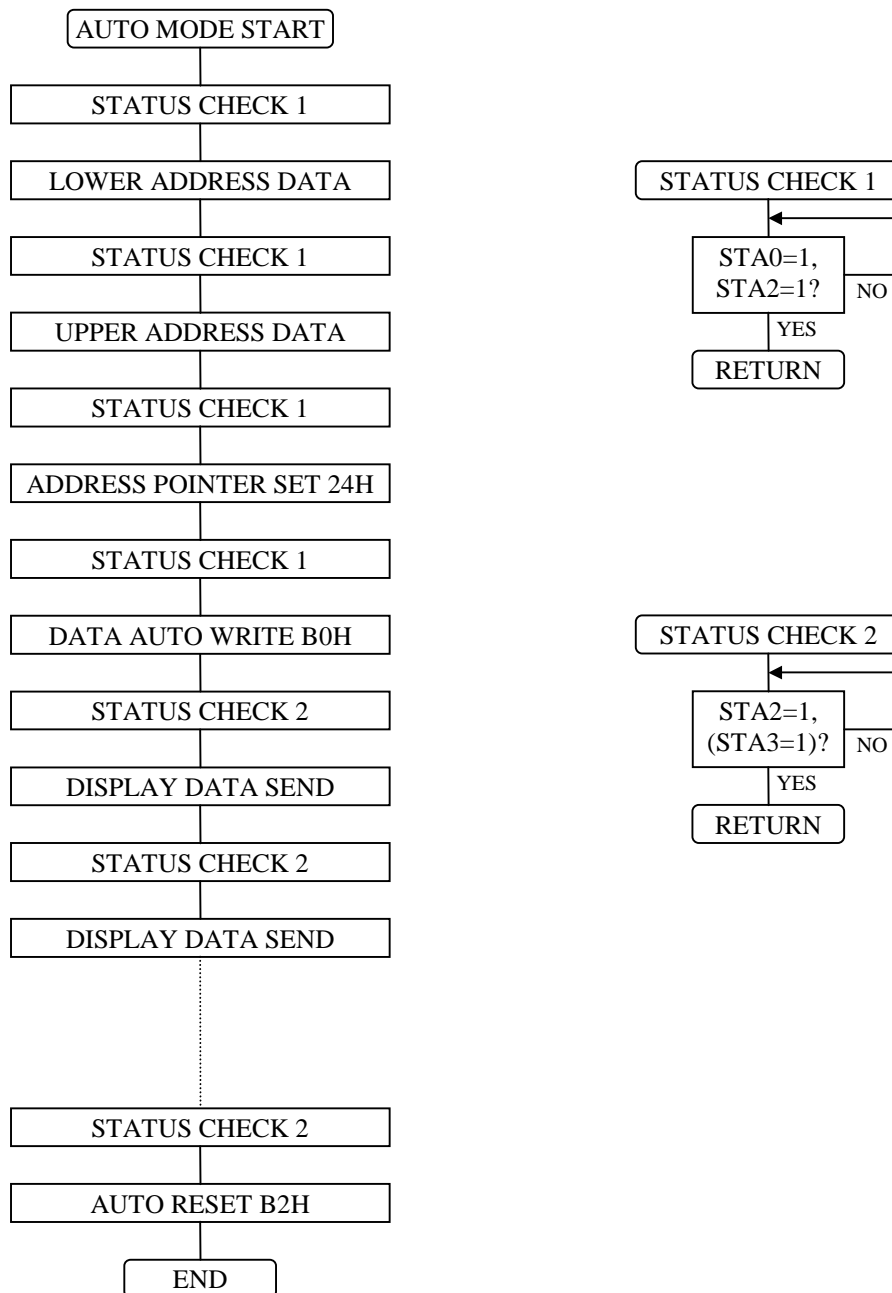 AUTO MODE START
STATUS CHECK 1
LOWER ADDRESS DATA
STATUS CHECK 1
UPPER ADDRESS DATA
STATUS CHECK 1
ADDRESS POINTER SET 24H
STATUS CHECK 1
DATA AUTO WRITE B0H
STATUS CHECK 2
DISPLAY DATA SEND
STATUS CHECK 2
DISPLAY DATA SEND
STATUS CHECK 2
AUTO RESET B2H
END
STATUS CHECK 1
STA0=1,
STA2=1?
NO
YES
RETURN
STATUS CHECK 2
STA2=1,
(STA3=1)?
NO
YES
RETURN